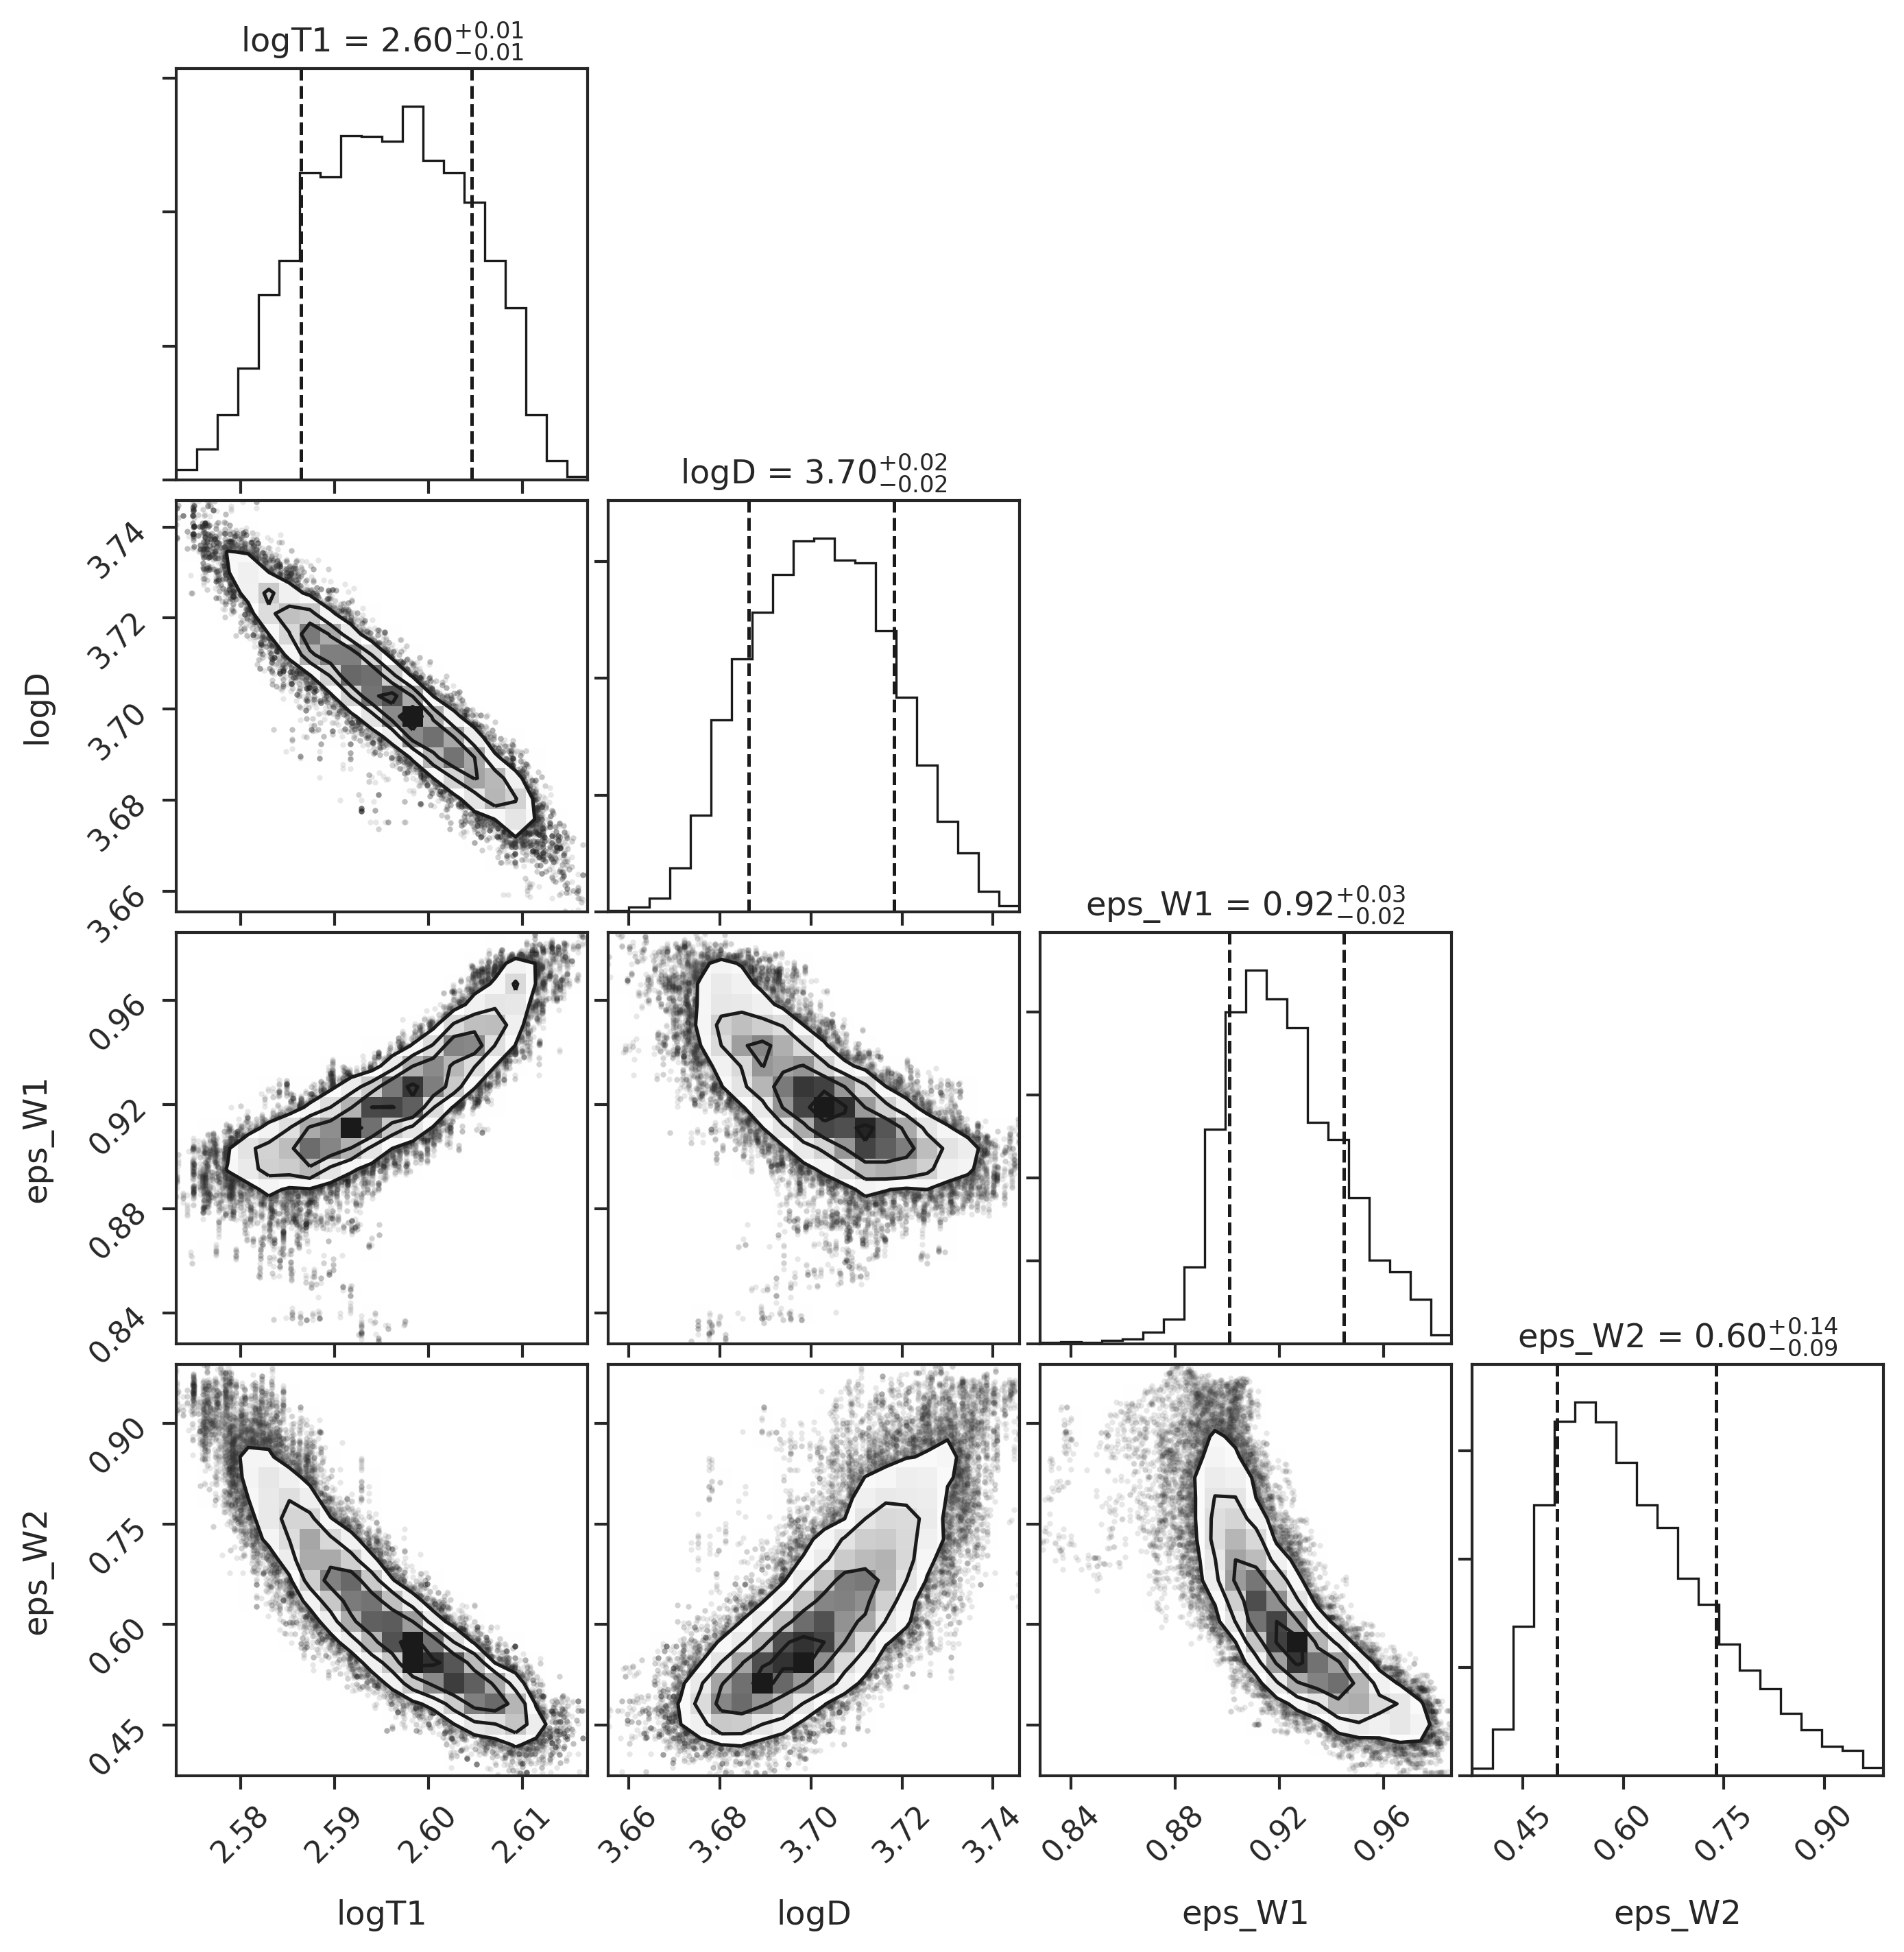 logT1 = 2.60+0.01−0.01
logD = 3.70+0.02−0.02
3.74
3.72
3.70
3.68
3.66
logD
eps_W1 = 0.92+0.03−0.02
0.96
0.92
0.88
0.84
eps_W1
eps_W2 = 0.60+0.14−0.09
0.90
0.75
0.60
0.45
eps_W2
2.58 2.59 2.60 2.61 3.66 3.68 3.70 3.72 3.74 0.84 0.88 0.92 0.96 0.45 0.60 0.75 0.90
logT1 logD eps_W1 eps_W2